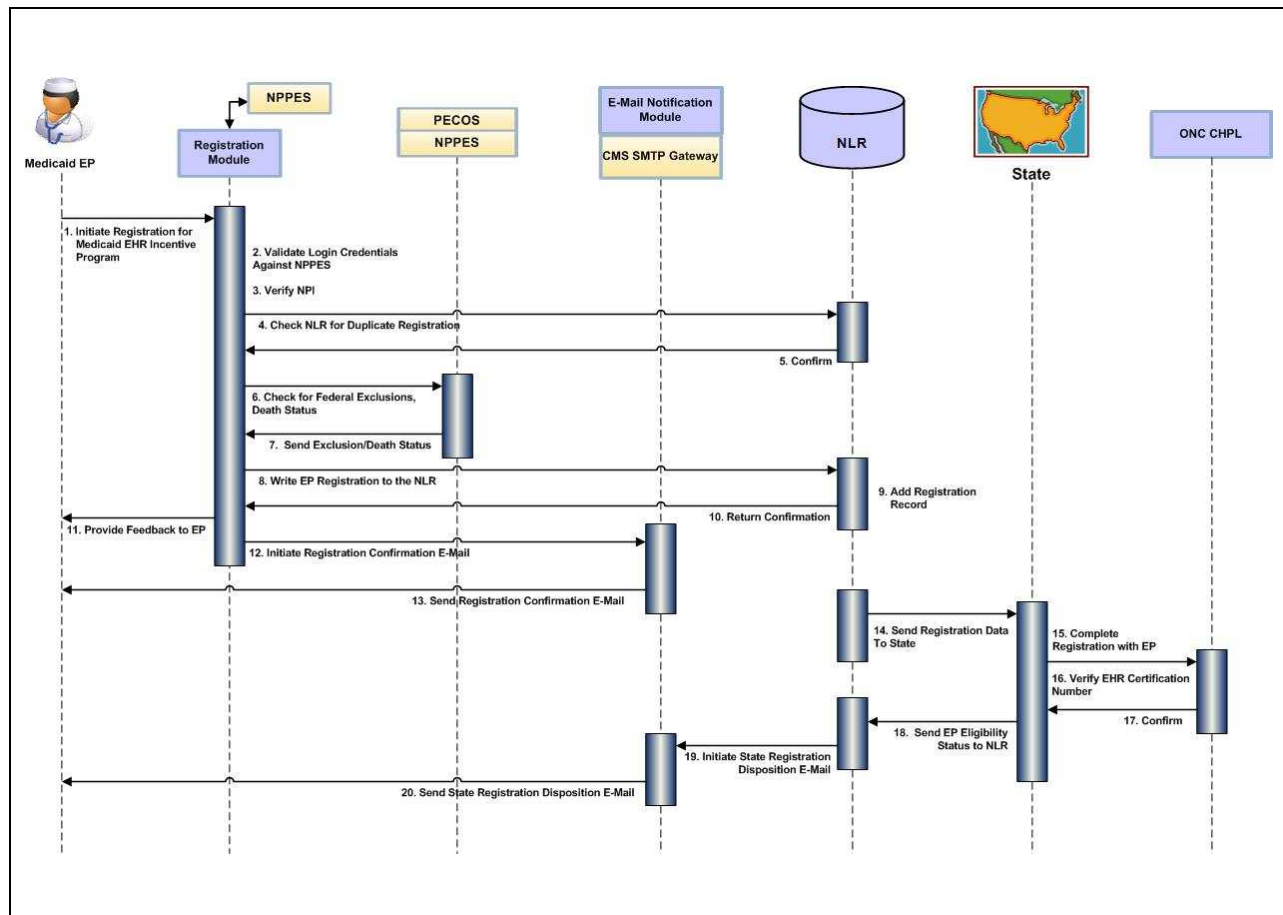 NPPES
E-Mail Notification
Module
PECOS
NPPES
Registration
Module
CMS SMTP Gateway
NLR
ONC CHPL
Medicaid EP
State
1. Initiate Registration for
Medicaid EHR Incentive
Program
2. Validate Login Credentials
Against NPPES
3. Verify NPI
4. Check NLR for Duplicate Registration
5. Confirm
6. Check for Federal Exclusions,
Death Status
7. Send Exclusion/Death Status
8. Write EP Registration to the NLR
9. Add Registration
Record
10. Return Confirmation
11. Provide Feedback to EP
12. Initiate Registration Confirmation E-Mail
13. Send Registration Confirmation E-Mail
14. Send Registration Data
To State
15. Complete
Registration with EP
16. Verify EHR Certification
Number
17. Confirm
18. Send EP Eligibility
Status to NLR
19. Initiate State Registration
Disposition E-Mail
20. Send State Registration Disposition E-Mail